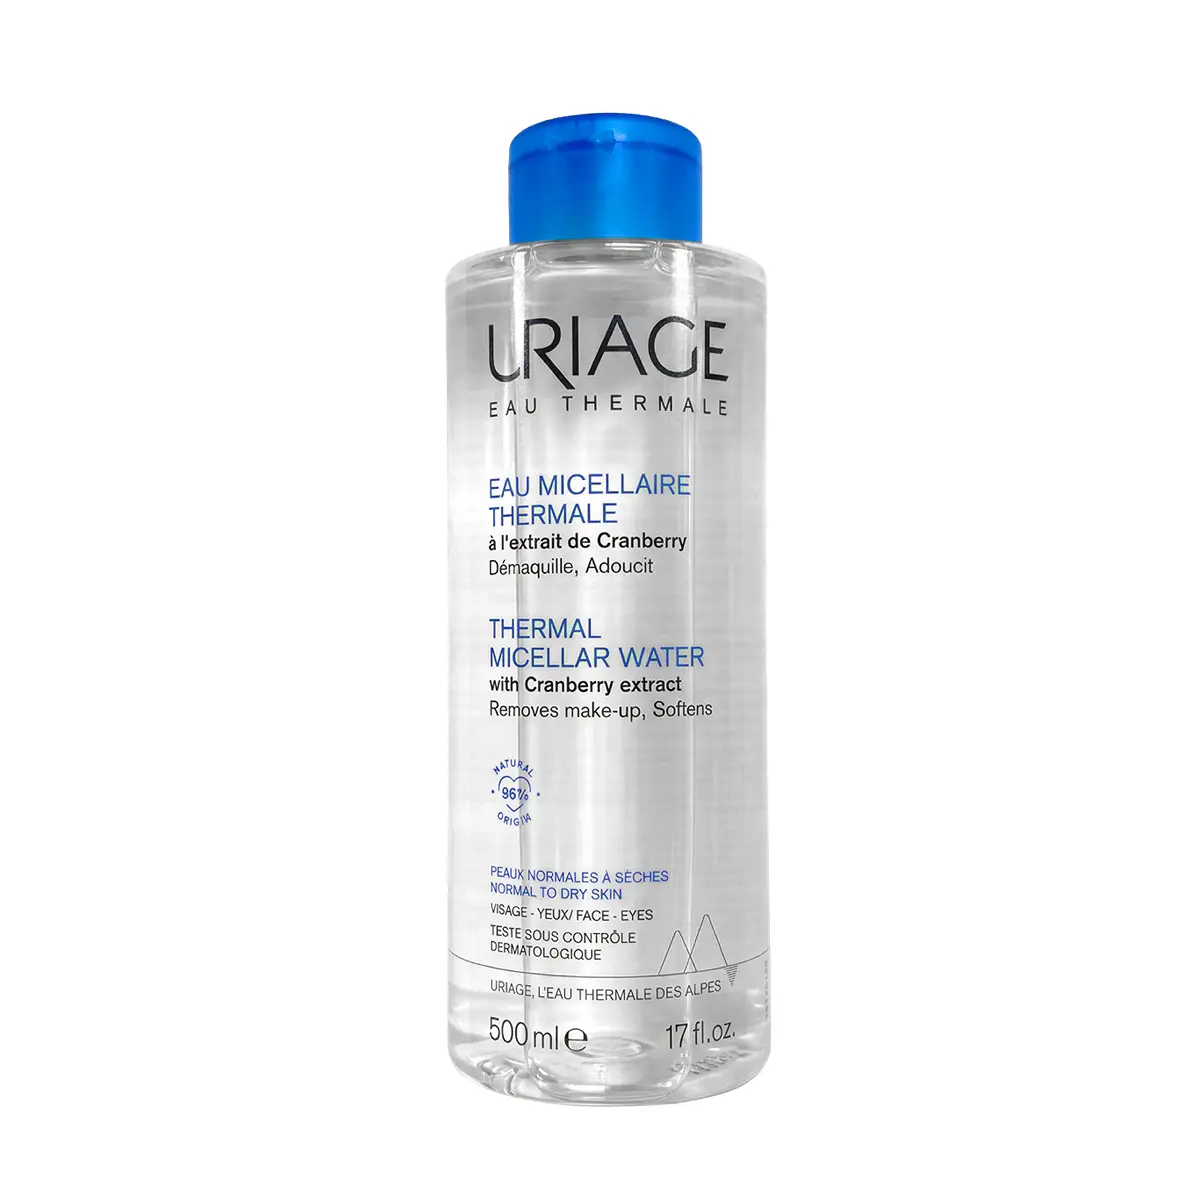 URIAGE
EAU THERMALE
EAU MICELLAIRE
THERMALE
à l'extrait de Cranberry
Démaquille, Adoucit
THERMAL
MICELLAR WATER
with Cranberry extract
Removes make-up, Softens
NATURAL
96%
ORIGIN
PEAUX NORMALES À SÈCHES
NORMAL TO DRY SKIN
VISAGE - YEUX/ FACE - EYES
TESTE SOUS CONTRÔLE
DERMATOLOGIQUE
URIAGE, L'EAU THERMALE DES ALPES
500 ml e 17 fl.oz.